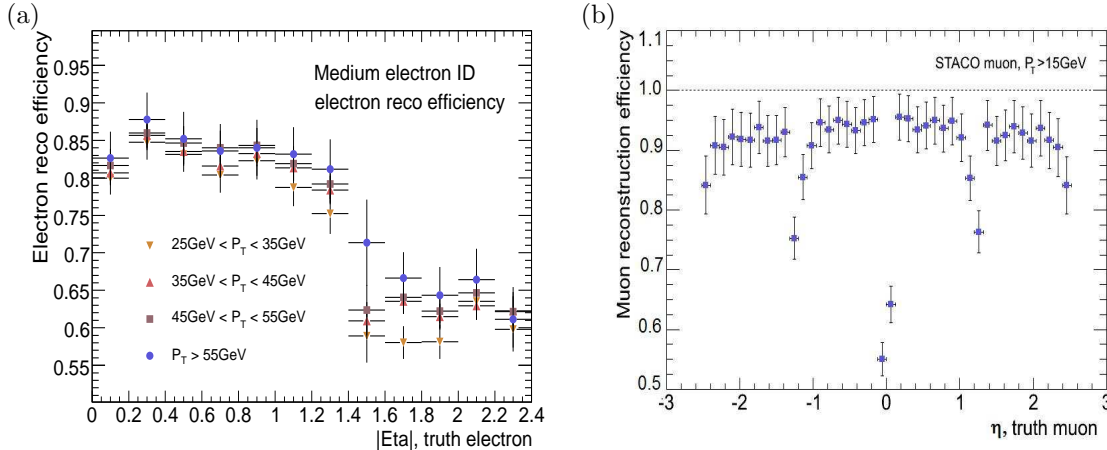 (a)
Electron reco efficiency
0.95
0.9
0.85
0.8
0.75
0.7
0.65
0.6
0.55
Medium electron ID
electron reco efficiency
25GeV < P_T < 35GeV
35GeV < P_T < 45GeV
45GeV < P_T < 55GeV
P_T > 55GeV
0 0.2 0.4 0.6 0.8 1 1.2 1.4 1.6 1.8 2 2.2 2.4
|Eta|, truth electron
(b)
Muon reconstruction efficiency
1.1
1.0
0.9
0.8
0.7
0.6
0.5
STACO muon, P_T>15GeV
-3 -2 -1 0 1 2 3
η, truth muon